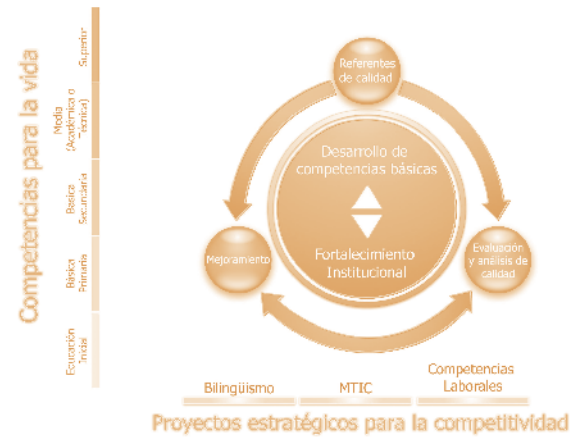 Competencias para la vida
Superior
Media
(Académica o
Técnica)
Basica
Secundaria
Básica
Primaria
Educación
Inicial
Referentes
de calidad
Desarrollo de
competencias básicas
Fortalecimiento
Institucional
Mejoramiento
Evaluación
y análisis de
calidad
Bilingüismo
MTIC
Competencias
Laborales
Proyectos estratégicos para la competitividad